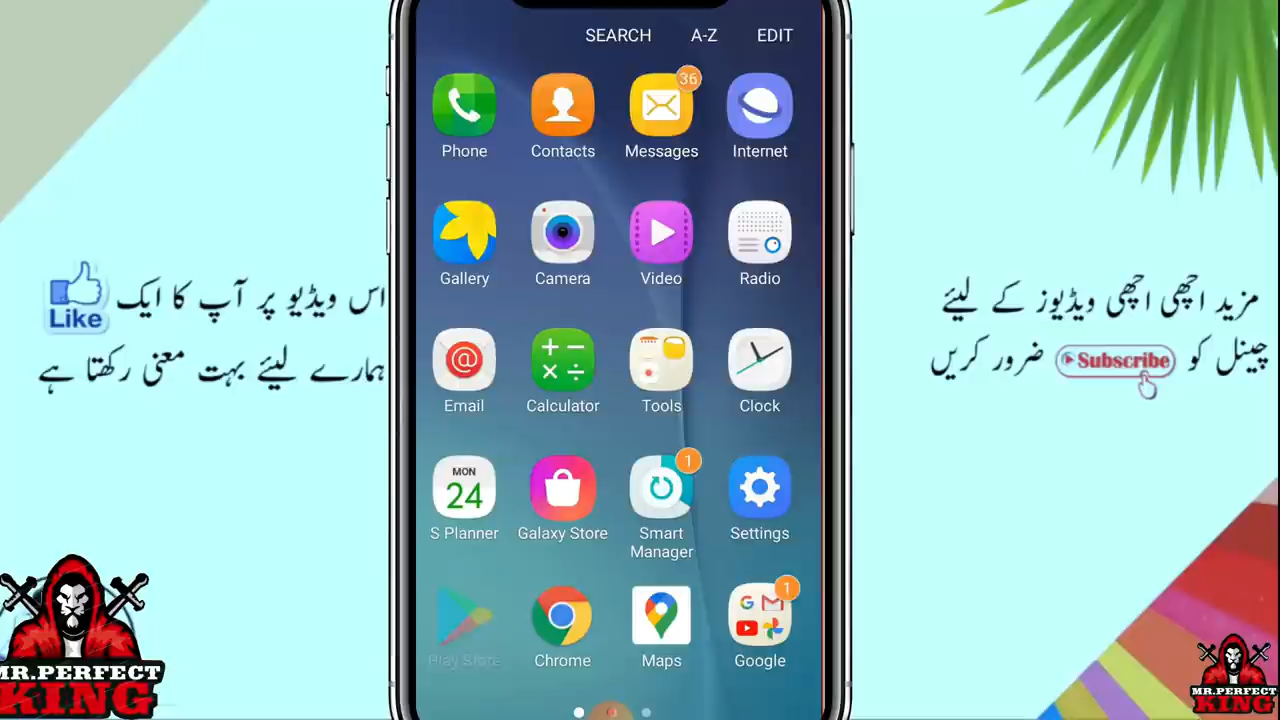 SEARCH A-Z EDIT
36
Phone Contacts Messages Internet
Gallery Camera Video Radio
Email Calculator Tools Clock
MON
24
1
S Planner Galaxy Store Smart Manager Settings
1
Play Store Chrome Maps Google
اس ویڈیو پر آپ کا ایک Like
ہمارے لیئے بہت معنی رکھتا ہے
مزید اچھی اچھی ویڈیوز کے لیئے
چینل کو Subscribe ضرور کریں
MR.PERFECT
KING
MR.PERFECT
KING